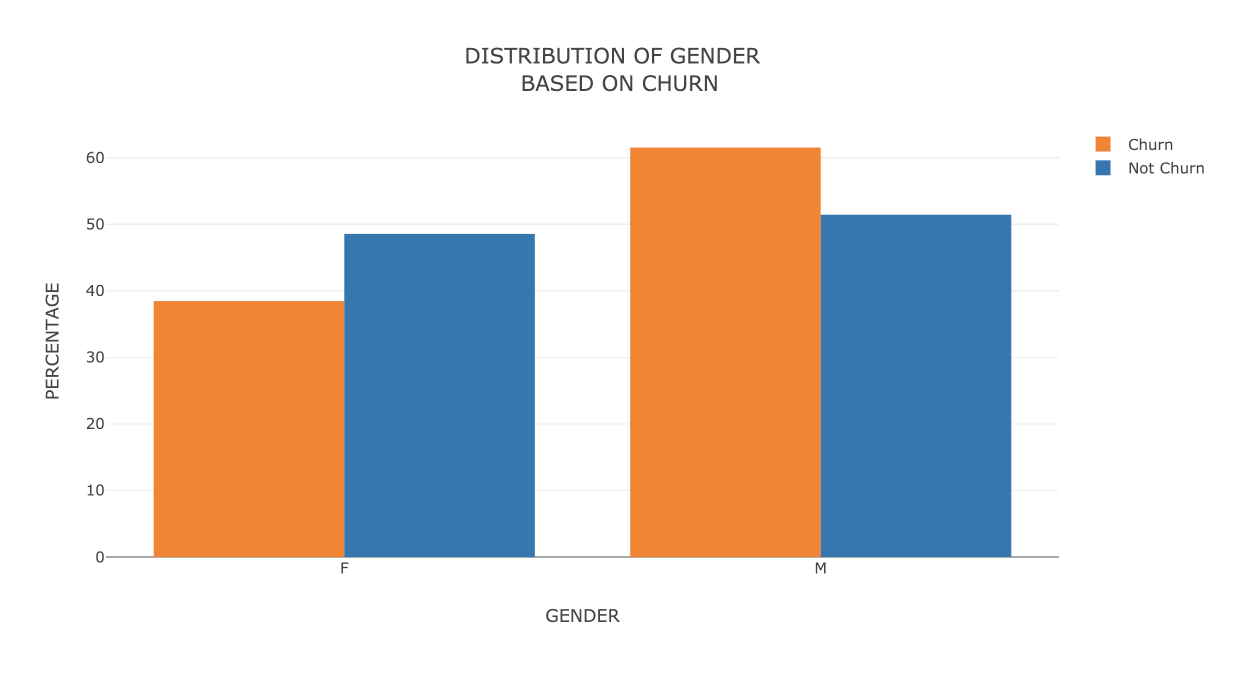 DISTRIBUTION OF GENDER
BASED ON CHURN
Churn
Not Churn
PERCENTAGE
60
50
40
30
20
10
0
F
M
GENDER